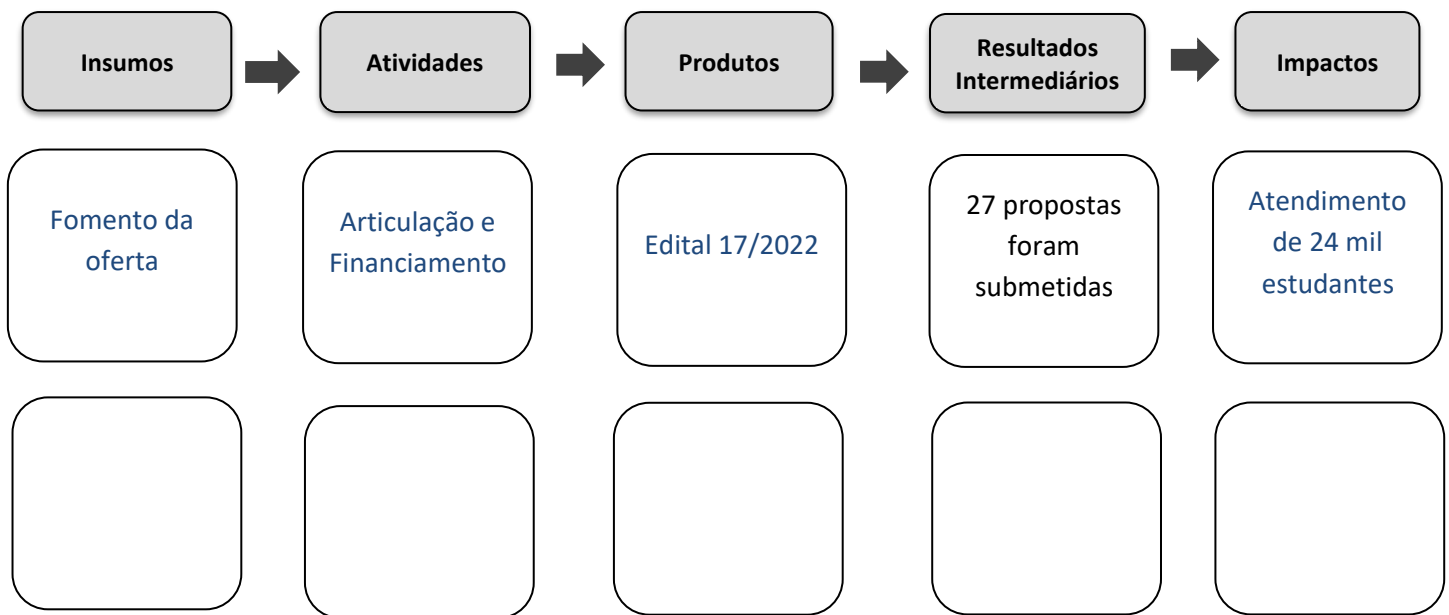 Insumos
Atividades
Produtos
Resultados
Intermediários
Impactos
Fomento da
oferta
Articulação e
Financiamento
Edital 17/2022
27 propostas
foram
submetidas
Atendimento
de 24 mil
estudantes